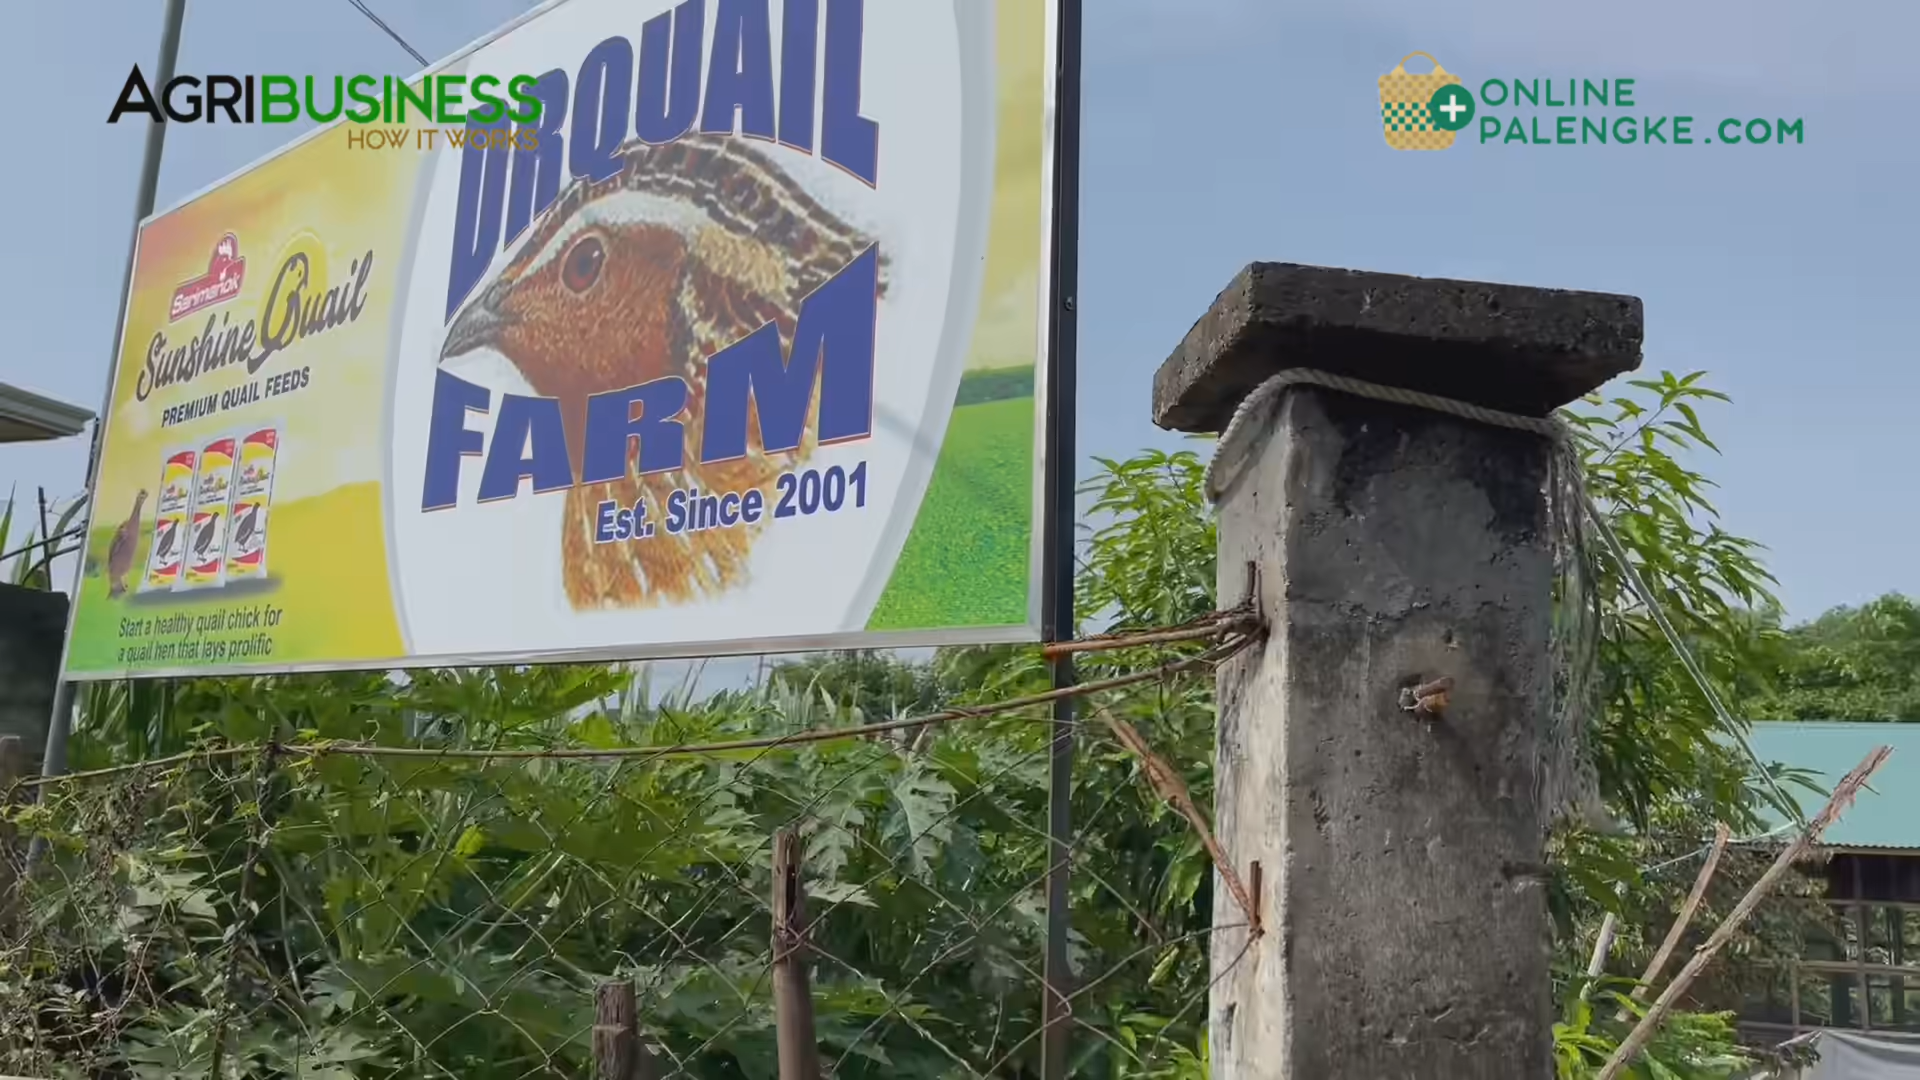 AGRIBUSINESS
HOW IT WORKS
ONLINE
PALENGKE.COM
DRQUAIL
FARM
Est. Since 2001
Sarimanok
Sunshine Quail
PREMIUM QUAIL FEEDS
Start a healthy quail chick for
a quail hen that lays prolific